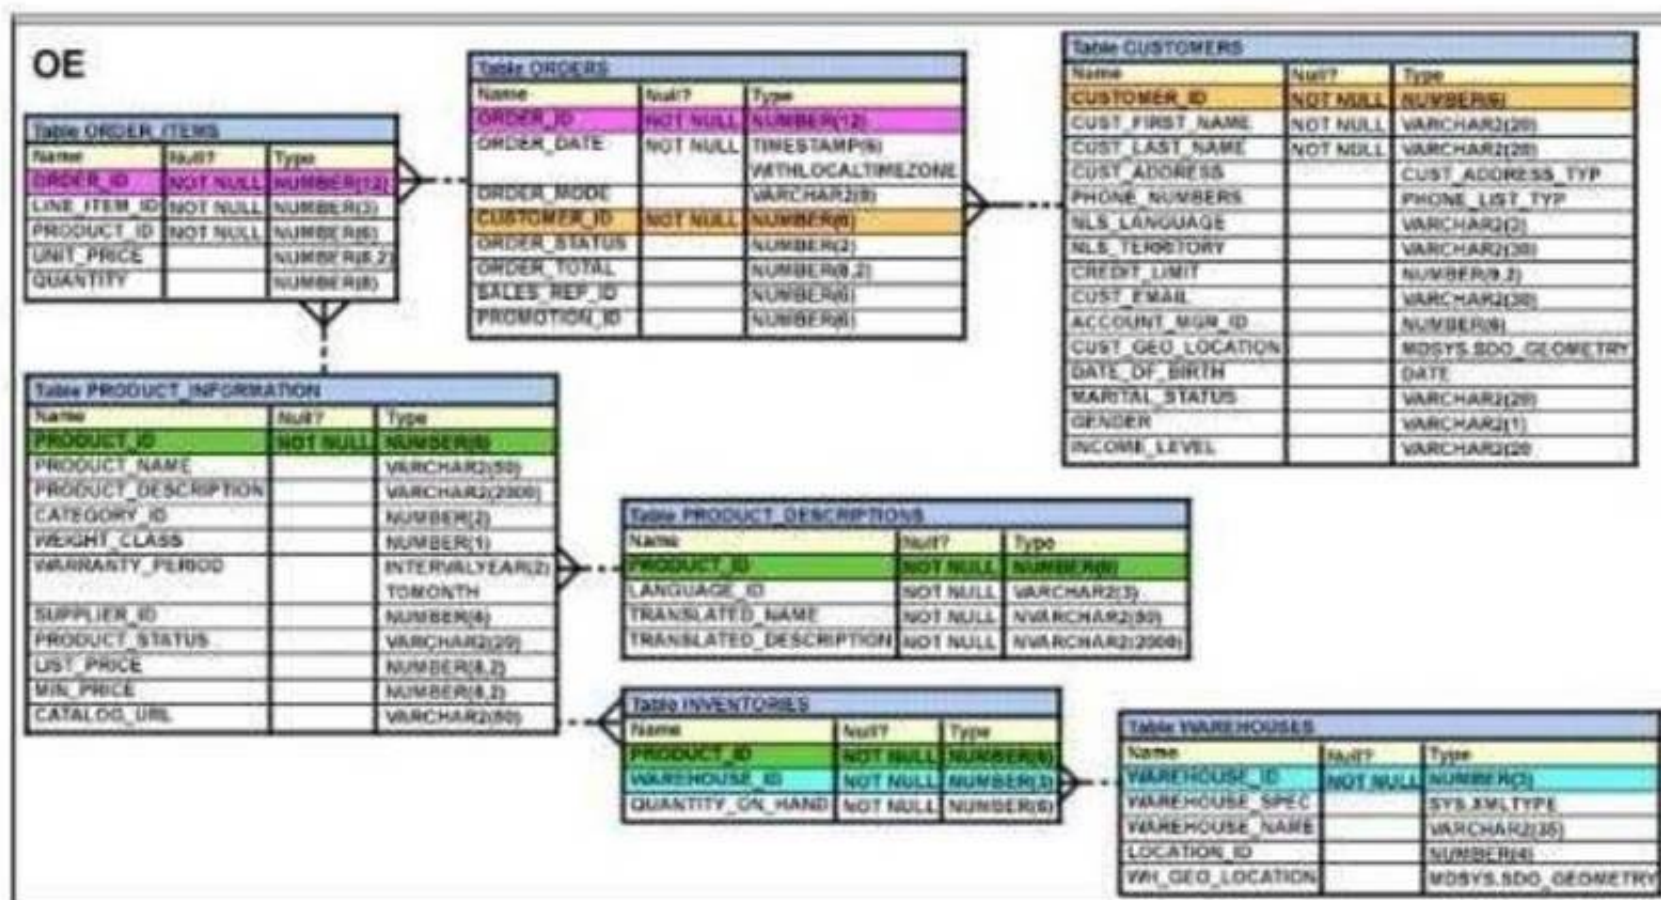 OE
Table ORDER_ITEMS
Name Null? Type
ORDER_ID NOT NULL NUMBER(12)
LINE_ITEM_ID NOT NULL NUMBER(3)
PRODUCT_ID NOT NULL NUMBER(6)
UNIT_PRICE NUMBER(8,2)
QUANTITY NUMBER(8)
Table ORDERS
Name Null? Type
ORDER_ID NOT NULL NUMBER(12)
ORDER_DATE NOT NULL TIMESTAMP(6)
WITHLOCALTIMEZONE
ORDER_MODE VARCHAR2(8)
CUSTOMER_ID NOT NULL NUMBER(6)
ORDER_STATUS NUMBER(2)
ORDER_TOTAL NUMBER(8,2)
SALES_REP_ID NUMBER(6)
PROMOTION_ID NUMBER(6)
Table CUSTOMERS
Name Null? Type
CUSTOMER_ID NOT NULL NUMBER(6)
CUST_FIRST_NAME NOT NULL VARCHAR2(20)
CUST_LAST_NAME NOT NULL VARCHAR2(20)
CUST_ADDRESS CUST_ADDRESS_TYP
PHONE_NUMBERS PHONE_LIST_TYP
NLS_LANGUAGE VARCHAR2(3)
NLS_TERRITORY VARCHAR2(30)
CREDIT_LIMIT NUMBER(9,2)
CUST_EMAIL VARCHAR2(30)
ACCOUNT_MGR_ID NUMBER(6)
CUST_GEO_LOCATION MDSYS.SDO_GEOMETRY
DATE_OF_BIRTH DATE
MARITAL_STATUS VARCHAR2(20)
GENDER VARCHAR2(1)
INCOME_LEVEL VARCHAR2(20
Table PRODUCT_INFORMATION
Name Null? Type
PRODUCT_ID NOT NULL NUMBER(6)
PRODUCT_NAME VARCHAR2(50)
PRODUCT_DESCRIPTION VARCHAR2(2000)
CATEGORY_ID NUMBER(2)
WEIGHT_CLASS NUMBER(1)
WARRANTY_PERIOD INTERVALYEAR(2)
TOMONTH
SUPPLIER_ID NUMBER(6)
PRODUCT_STATUS VARCHAR2(20)
LIST_PRICE NUMBER(8,2)
MIN_PRICE NUMBER(8,2)
CATALOG_URL VARCHAR2(50)
Table PRODUCT_DESCRIPTIONS
Name Null? Type
PRODUCT_ID NOT NULL NUMBER(6)
LANGUAGE_ID NOT NULL VARCHAR2(3)
TRANSLATED_NAME NOT NULL NVARCHAR2(50)
TRANSLATED_DESCRIPTION NOT NULL NVARCHAR2(2000)
Table INVENTORIES
Name Null? Type
PRODUCT_ID NOT NULL NUMBER(6)
WAREHOUSE_ID NOT NULL NUMBER(3)
QUANTITY_ON_HAND NOT NULL NUMBER(8)
Table WAREHOUSES
Name Null? Type
WAREHOUSE_ID NOT NULL NUMBER(3)
WAREHOUSE_SPEC SYS.XMLTYPE
WAREHOUSE_NAME VARCHAR2(35)
LOCATION_ID NUMBER(4)
WH_GEO_LOCATION MDSYS.SDO_GEOMETRY